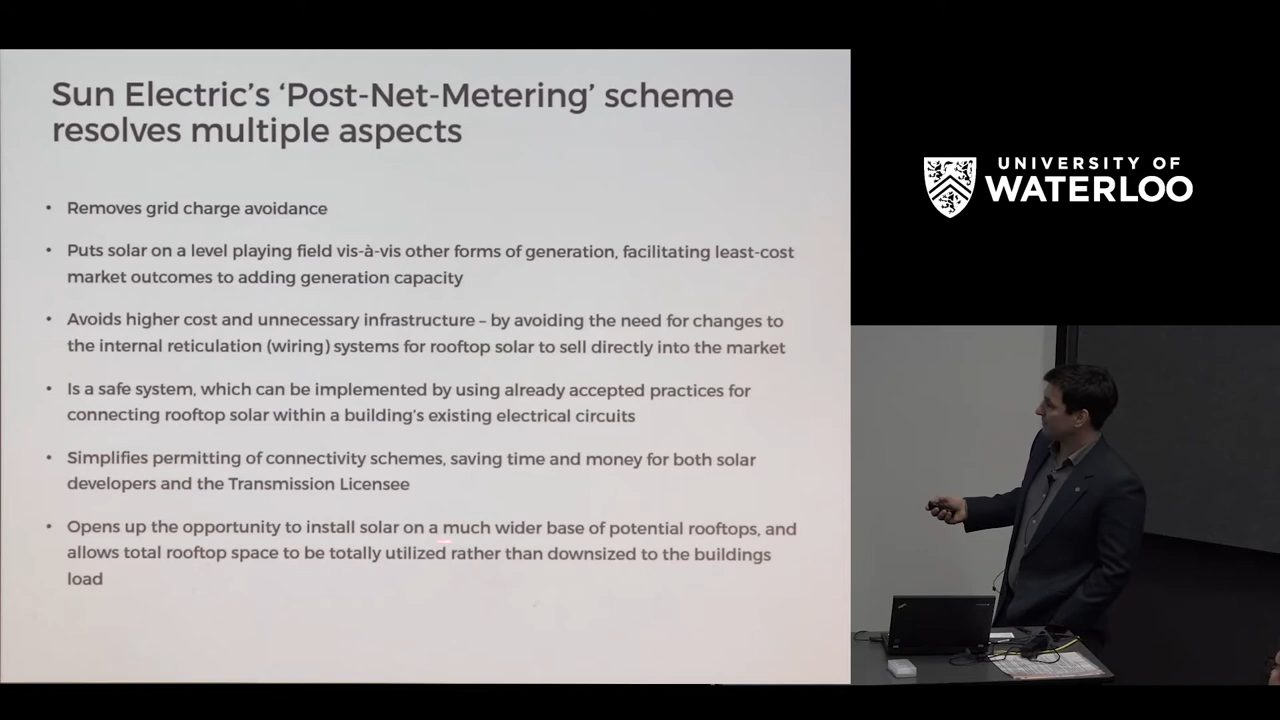 Sun Electric's 'Post-Net-Metering' scheme
resolves multiple aspects
• Removes grid charge avoidance
• Puts solar on a level playing field vis-à-vis other forms of generation, facilitating least-cost
market outcomes to adding generation capacity
• Avoids higher cost and unnecessary infrastructure – by avoiding the need for changes to
the internal reticulation (wiring) systems for rooftop solar to sell directly into the market
• Is a safe system, which can be implemented by using already accepted practices for
connecting rooftop solar within a building's existing electrical circuits
• Simplifies permitting of connectivity schemes, saving time and money for both solar
developers and the Transmission Licensee
• Opens up the opportunity to install solar on a much wider base of potential rooftops, and
allows total rooftop space to be totally utilized rather than downsized to the buildings
load
UNIVERSITY OF
WATERLOO